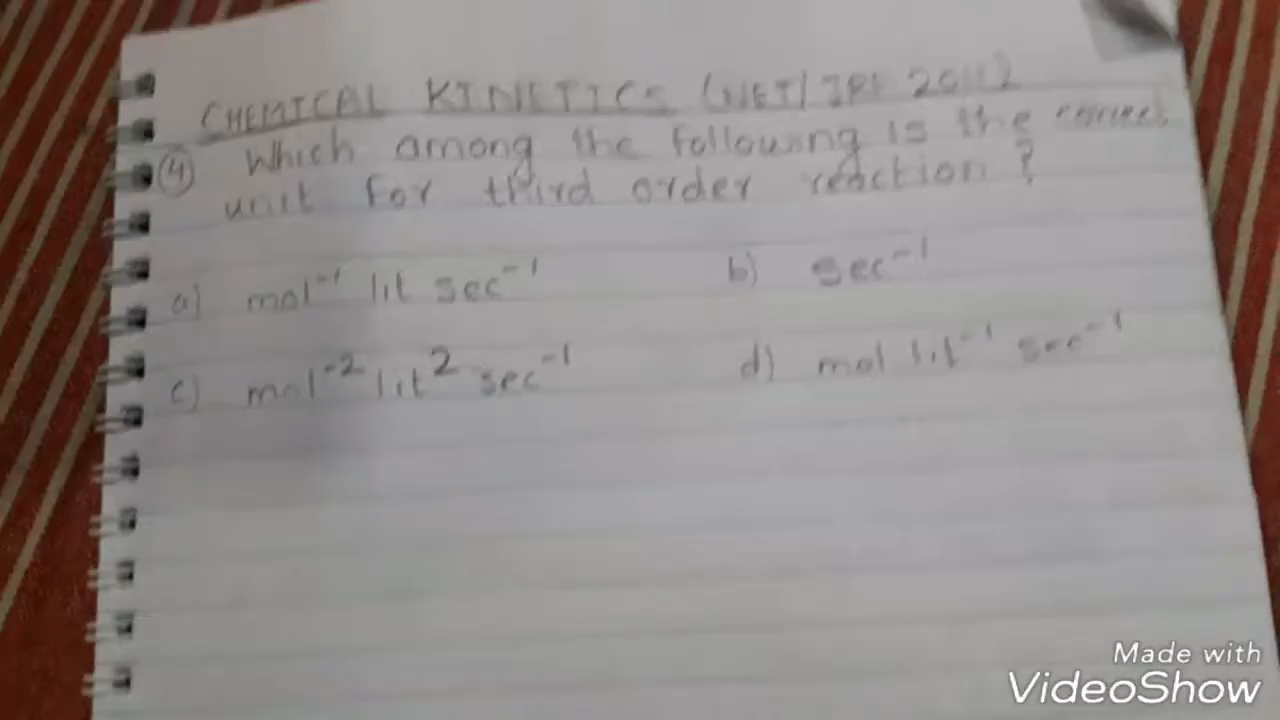 CHEMICAL KINETICS (NET/JRF 2011)
④ Which among the following is the correct
unit for third order reaction?
a) mol⁻¹ lit sec⁻¹ b) sec⁻¹
c) mol⁻² lit² sec⁻¹ d) mol lit⁻¹ sec⁻¹
Made with
VideoShow